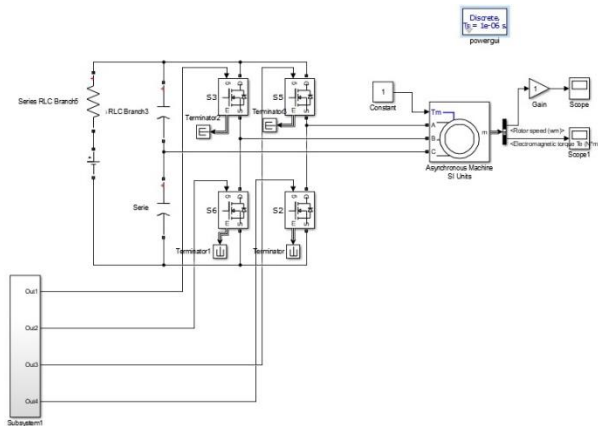 Discrete,
Ts = 1e-06 s.
powergui
Series RLC Branch5
RLC Branch3
S3
S5
Terminator2
Terminator3
1
Constant
Tm
A
B
C
m
Asynchronous Machine
SI Units
1
Gain
Scope
<Rotor speed (wm)>
<Electromagnetic torque Te (N*m
Scope1
Serie
S6
S2
Terminator1
Terminator
Out1
Out2
Out3
Out4
Subsystem1